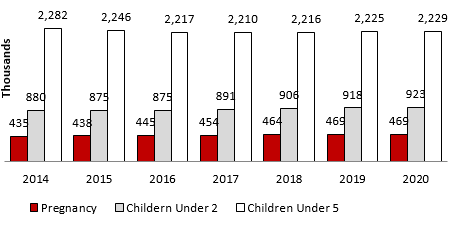 2,282 2,246 2,217 2,210 2,216 2,225 2,229
Thousands
880 875 875 891 906 918 923
435 438 445 454 464 469 469
2014 2015 2016 2017 2018 2019 2020
Pregnancy Childern Under 2 Children Under 5